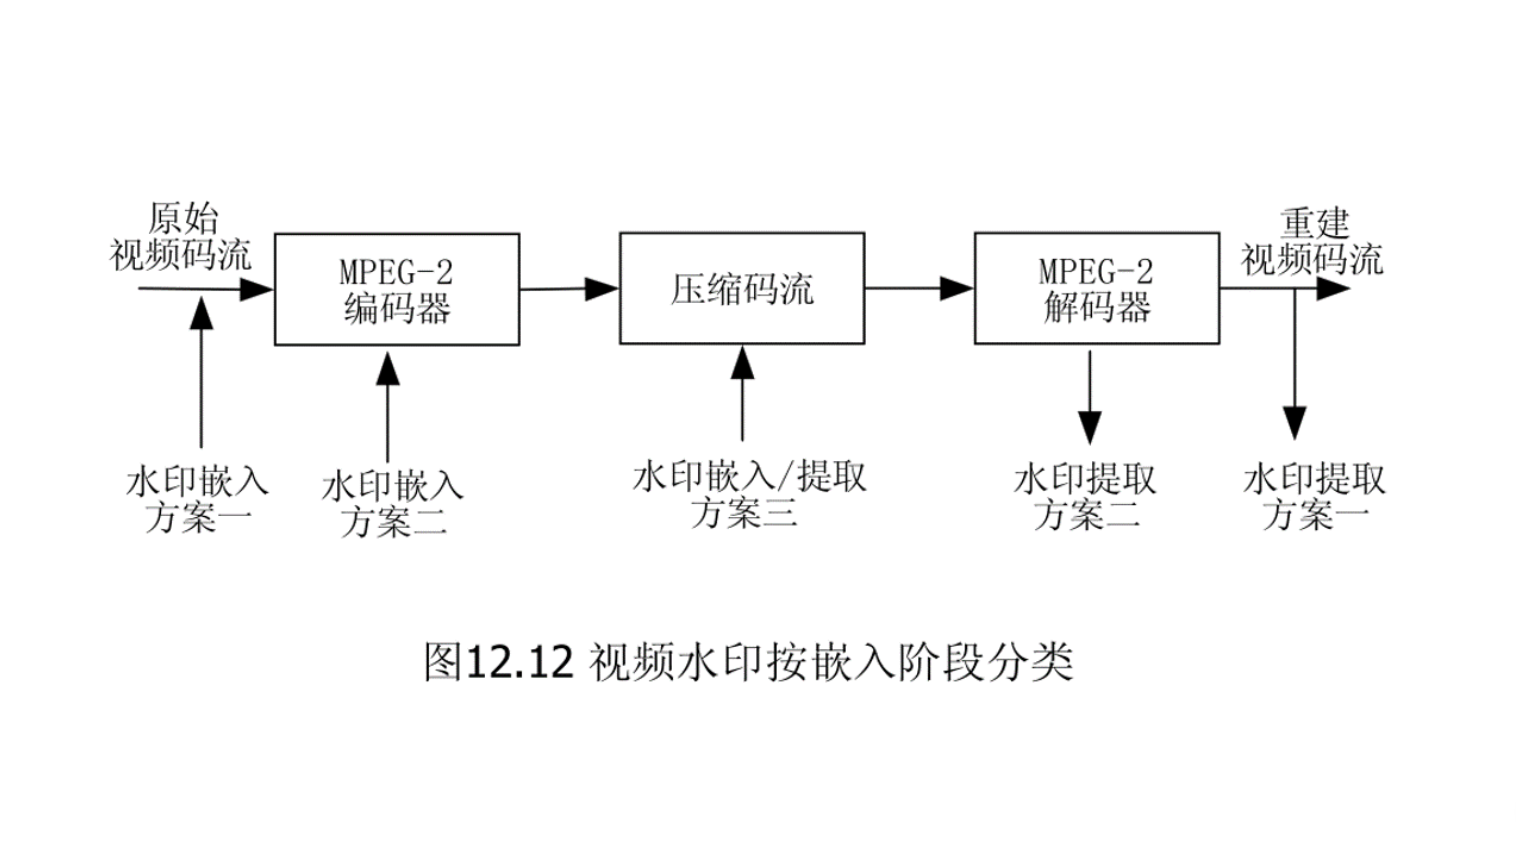 原始
视频码流
MPEG-2
编码器
压缩码流
MPEG-2
解码器
重建
视频码流
水印嵌入
方案一
水印嵌入
方案二
水印嵌入/提取
方案三
水印提取
方案二
水印提取
方案一
图12.12 视频水印按嵌入阶段分类